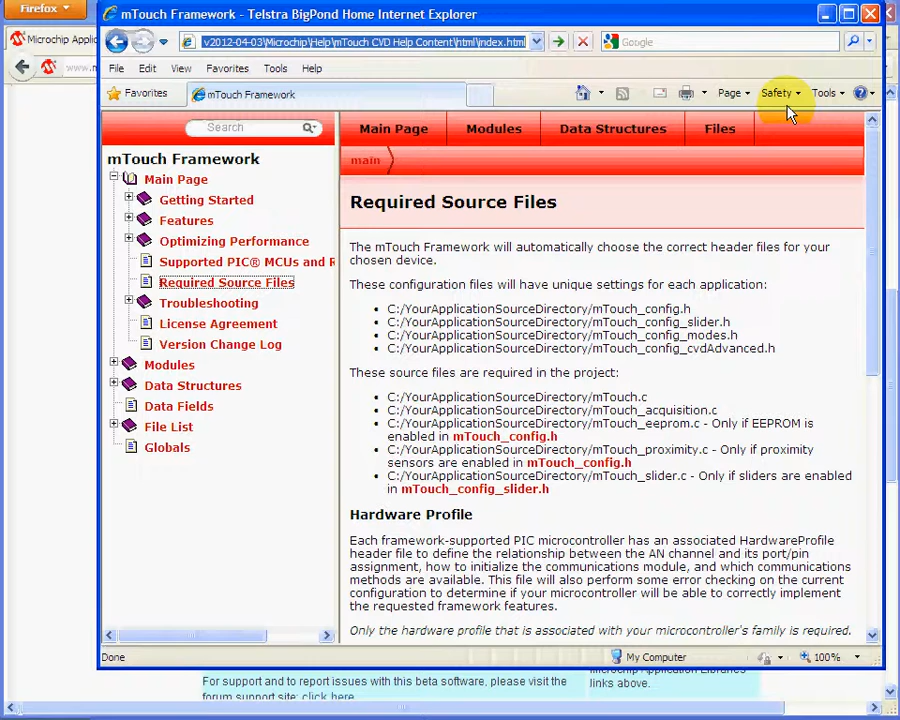 Firefox
mTouch Framework - Telstra BigPond Home Internet Explorer
Microchip Applic
v2012-04-03\Microchip\Help\mTouch CVD Help Content\html\index.html
Google
www.m
File Edit View Favorites Tools Help
Favorites
mTouch Framework
Page Safety Tools
Search
Main Page Modules Data Structures Files
main
mTouch Framework
Main Page
Getting Started
Features
Optimizing Performance
Supported PIC® MCUs and R
Required Source Files
Troubleshooting
License Agreement
Version Change Log
Modules
Data Structures
Data Fields
File List
Globals
Required Source Files
The mTouch Framework will automatically choose the correct header files for your
chosen device.
These configuration files will have unique settings for each application:
• C:/YourApplicationSourceDirectory/mTouch_config.h
• C:/YourApplicationSourceDirectory/mTouch_config_slider.h
• C:/YourApplicationSourceDirectory/mTouch_config_modes.h
• C:/YourApplicationSourceDirectory/mTouch_config_cvdAdvanced.h
These source files are required in the project:
• C:/YourApplicationSourceDirectory/mTouch.c
• C:/YourApplicationSourceDirectory/mTouch_acquisition.c
• C:/YourApplicationSourceDirectory/mTouch_eeprom.c - Only if EEPROM is
enabled in mTouch_config.h
• C:/YourApplicationSourceDirectory/mTouch_proximity.c - Only if proximity
sensors are enabled in mTouch_config.h
• C:/YourApplicationSourceDirectory/mTouch_slider.c - Only if sliders are enabled
in mTouch_config_slider.h
Hardware Profile
Each framework-supported PIC microcontroller has an associated HardwareProfile
header file to define the relationship between the AN channel and its port/pin
assignment, how to initialize the communications module, and which communications
methods are available. This file will also perform some error checking on the current
configuration to determine if your microcontroller will be able to correctly implement
the requested framework features.
Only the hardware profile that is associated with your microcontroller's family is required.
Done
My Computer
100%
For support and to report issues with this beta software, please visit the
forum support site: click here
Microchip Application Libraries
links above.